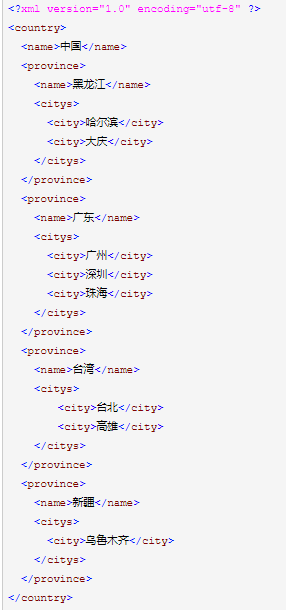 <?xml version="1.0" encoding="utf-8" ?>
<country>
  <name>中国</name>
  <province>
    <name>黑龙江</name>
    <citys>
      <city>哈尔滨</city>
      <city>大庆</city>
    </citys>
  </province>
  <province>
    <name>广东</name>
    <citys>
      <city>广州</city>
      <city>深圳</city>
      <city>珠海</city>
    </citys>
  </province>
  <province>
    <name>台湾</name>
    <citys>
        <city>台北</city>
        <city>高雄</city>
    </citys>
  </province>
  <province>
    <name>新疆</name>
    <citys>
      <city>乌鲁木齐</city>
    </citys>
  </province>
</country>